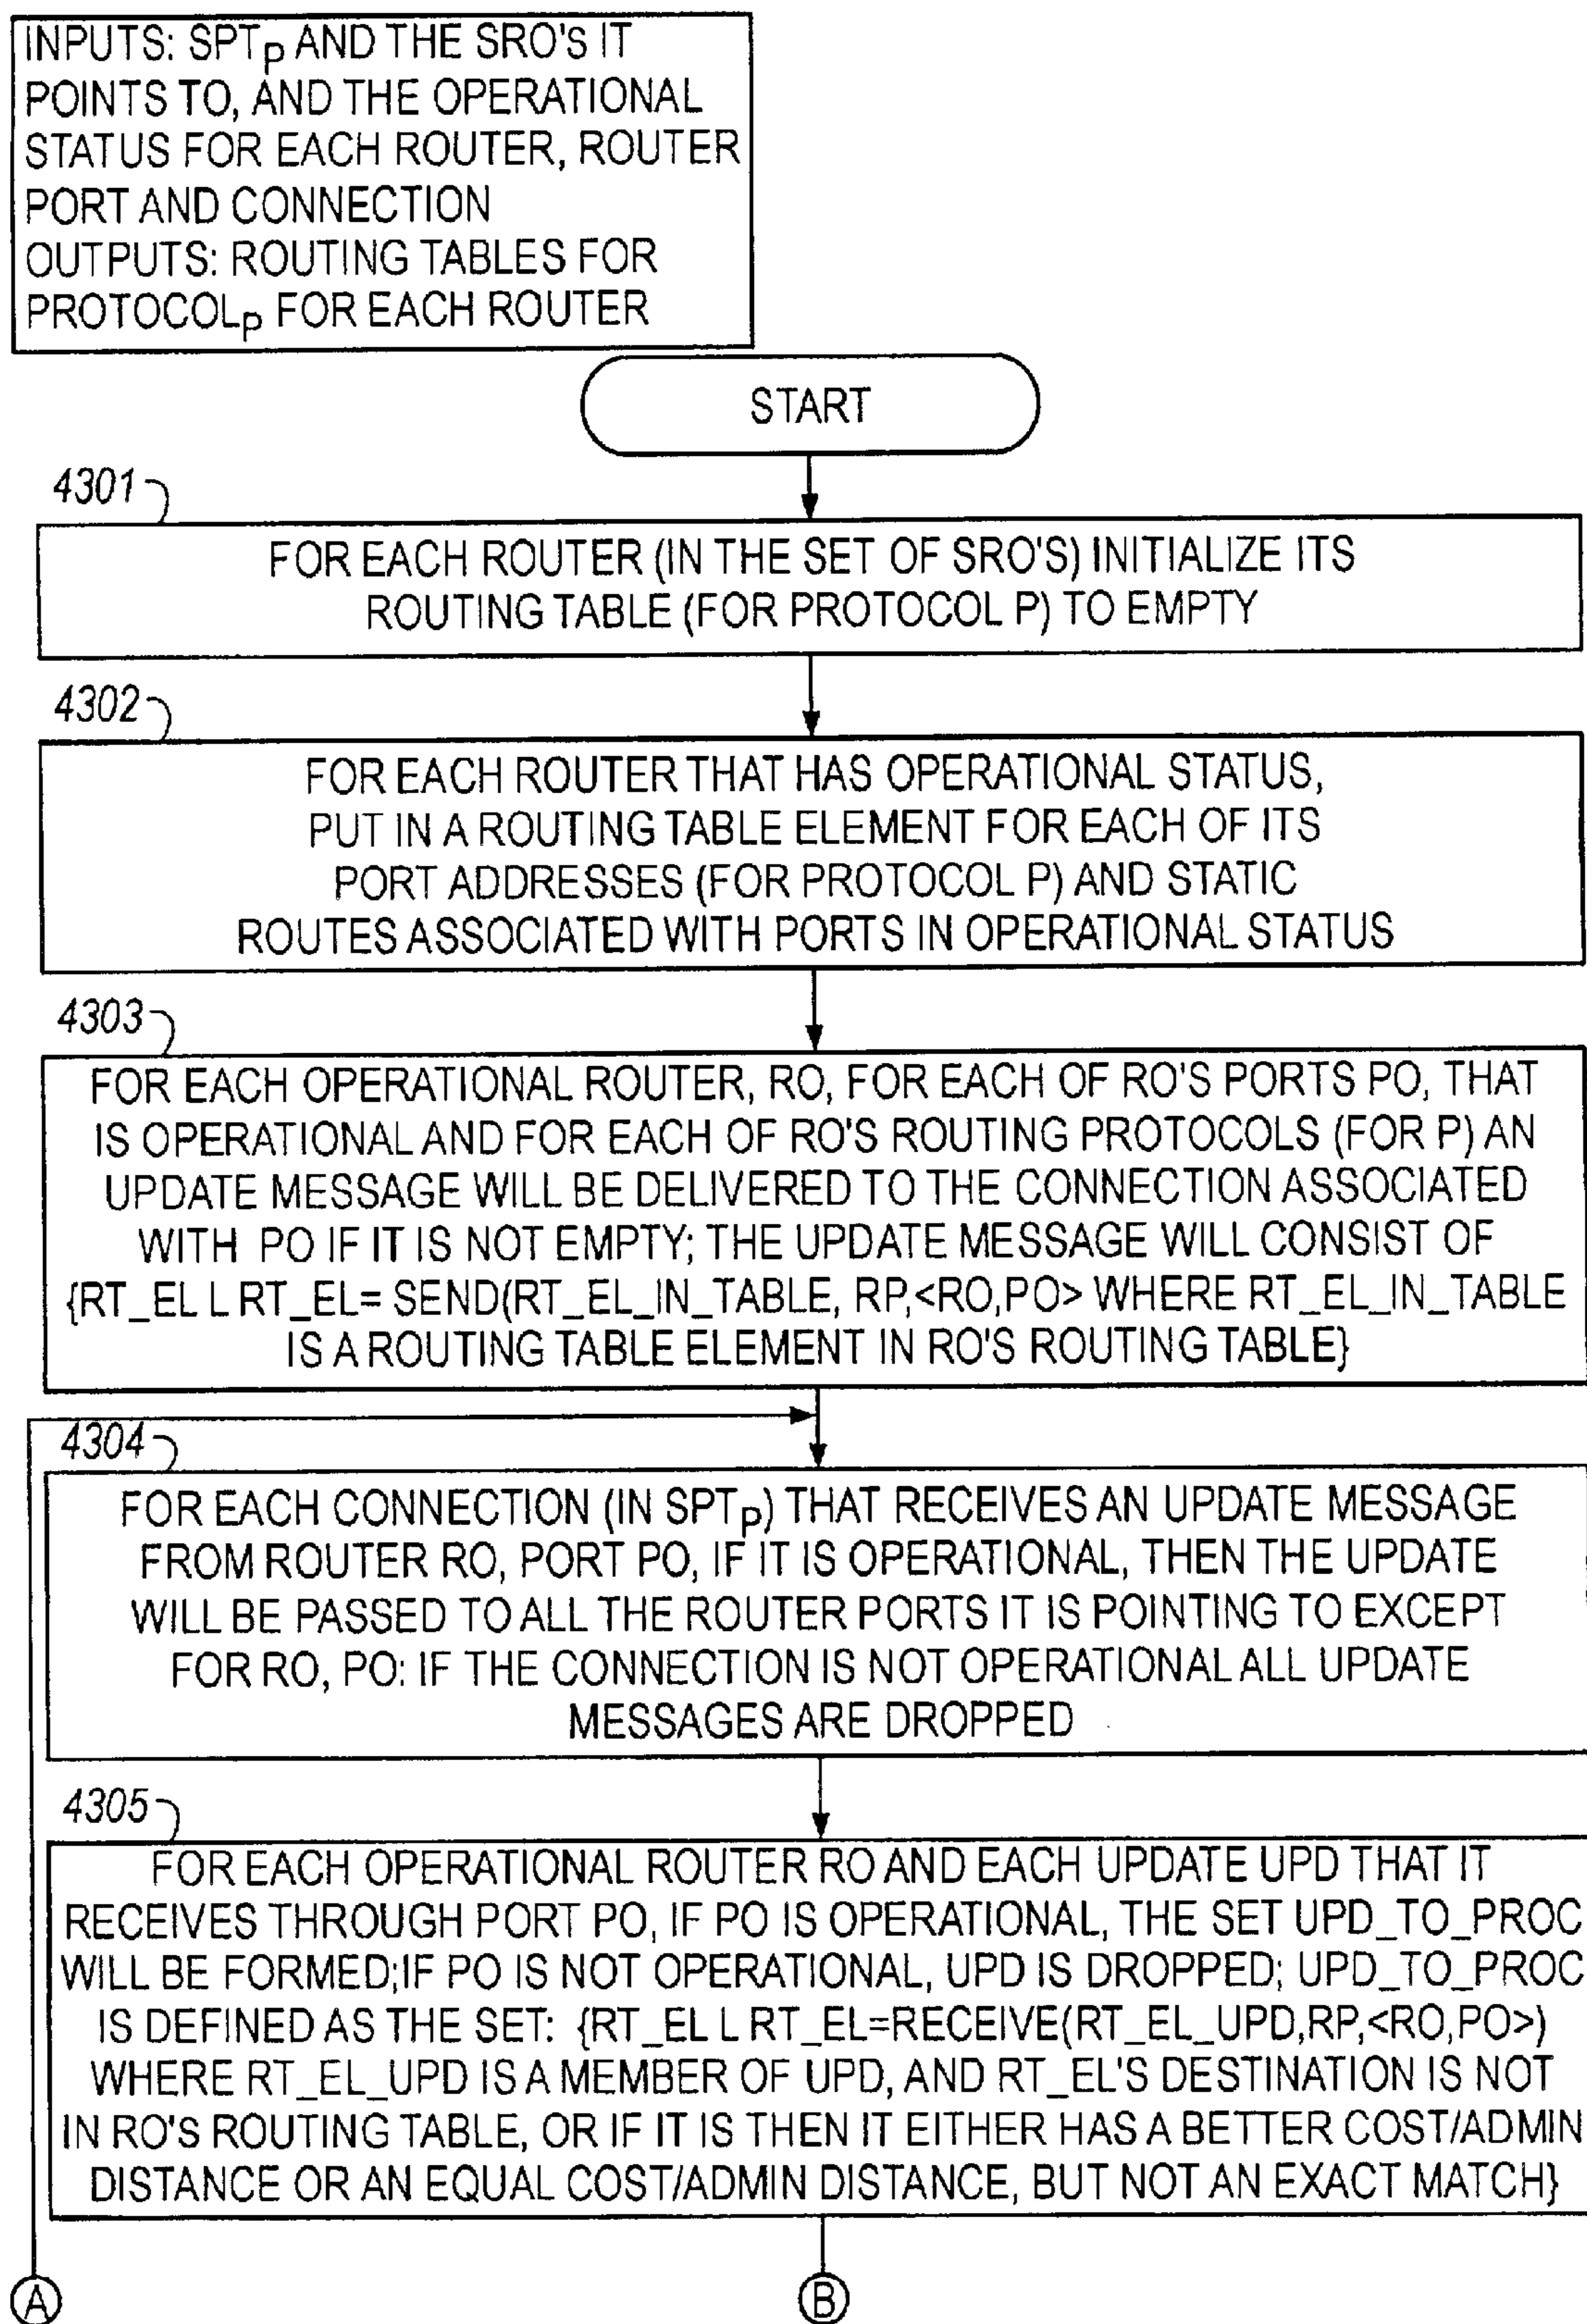 INPUTS: SPTP AND THE SRO'S IT
POINTS TO, AND THE OPERATIONAL
STATUS FOR EACH ROUTER, ROUTER
PORT AND CONNECTION
OUTPUTS: ROUTING TABLES FOR
PROTOCOLP FOR EACH ROUTER
START
4301
FOR EACH ROUTER (IN THE SET OF SRO'S) INITIALIZE ITS
ROUTING TABLE (FOR PROTOCOL P) TO EMPTY
4302
FOR EACH ROUTER THAT HAS OPERATIONAL STATUS,
PUT IN A ROUTING TABLE ELEMENT FOR EACH OF ITS
PORT ADDRESSES (FOR PROTOCOL P) AND STATIC
ROUTES ASSOCIATED WITH PORTS IN OPERATIONAL STATUS
4303
FOR EACH OPERATIONAL ROUTER, RO, FOR EACH OF RO'S PORTS PO, THAT
IS OPERATIONAL AND FOR EACH OF RO'S ROUTING PROTOCOLS (FOR P) AN
UPDATE MESSAGE WILL BE DELIVERED TO THE CONNECTION ASSOCIATED
WITH PO IF IT IS NOT EMPTY; THE UPDATE MESSAGE WILL CONSIST OF
{RT_EL L RT_EL= SEND(RT_EL_IN_TABLE, RP,<RO,PO> WHERE RT_EL_IN_TABLE
IS A ROUTING TABLE ELEMENT IN RO'S ROUTING TABLE}
4304
FOR EACH CONNECTION (IN SPTP) THAT RECEIVES AN UPDATE MESSAGE
FROM ROUTER RO, PORT PO, IF IT IS OPERATIONAL, THEN THE UPDATE
WILL BE PASSED TO ALL THE ROUTER PORTS IT IS POINTING TO EXCEPT
FOR RO, PO: IF THE CONNECTION IS NOT OPERATIONAL ALL UPDATE
MESSAGES ARE DROPPED
4305
FOR EACH OPERATIONAL ROUTER RO AND EACH UPDATE UPD THAT IT
RECEIVES THROUGH PORT PO, IF PO IS OPERATIONAL, THE SET UPD_TO_PROC
WILL BE FORMED;IF PO IS NOT OPERATIONAL, UPD IS DROPPED; UPD_TO_PROC
IS DEFINED AS THE SET: {RT_EL L RT_EL=RECEIVE(RT_EL_UPD,RP,<RO,PO>)
WHERE RT_EL_UPD IS A MEMBER OF UPD, AND RT_EL'S DESTINATION IS NOT
IN RO'S ROUTING TABLE, OR IF IT IS THEN IT EITHER HAS A BETTER COST/ADMIN
DISTANCE OR AN EQUAL COST/ADMIN DISTANCE, BUT NOT AN EXACT MATCH}
A
B